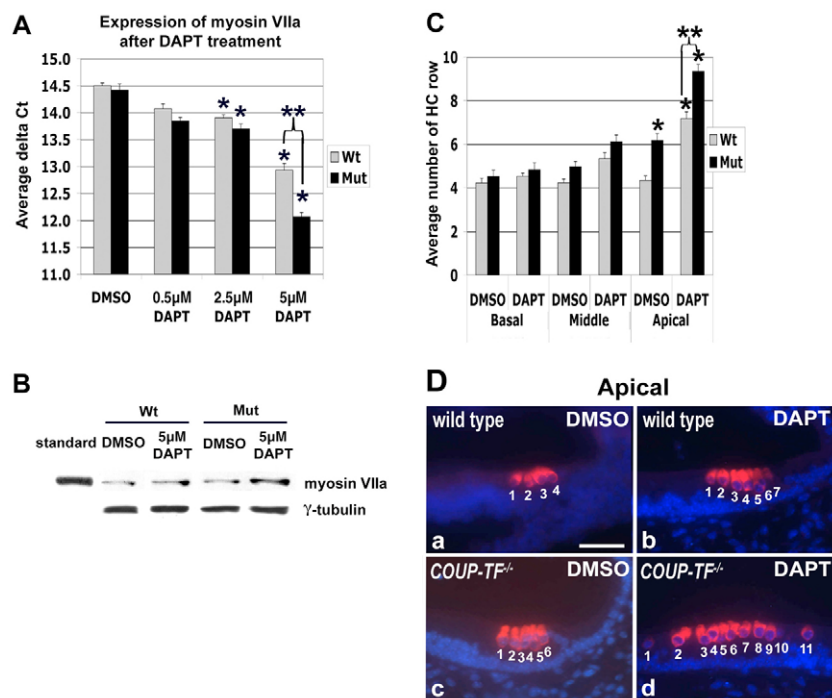 A
Expression of myosin VIIa
after DAPT treatment
Average delta Ct
15.0
14.5
14.0
13.5
13.0
12.5
12.0
11.5
11.0
*
*
*
**
*
Wt
Mut
DMSO
0.5μM
DAPT
2.5μM
DAPT
5μM
DAPT
B
Wt
Mut
standard
DMSO
5μM
DAPT
DMSO
5μM
DAPT
myosin VIIa
γ-tubulin
C
Average number of HC row
10
8
6
4
2
0
*
*
**
*
Wt
Mut
DMSO DAPT DMSO DAPT DMSO DAPT
Basal Middle Apical
D
Apical
wild type DMSO
1 2 3 4
a
wild type DAPT
1 2 3 4 5 6 7
b
COUP-TF-/- DMSO
1 2 3 4 5 6
c
COUP-TF-/- DAPT
1 2 3 4 5 6 7 8 9 10 11
d